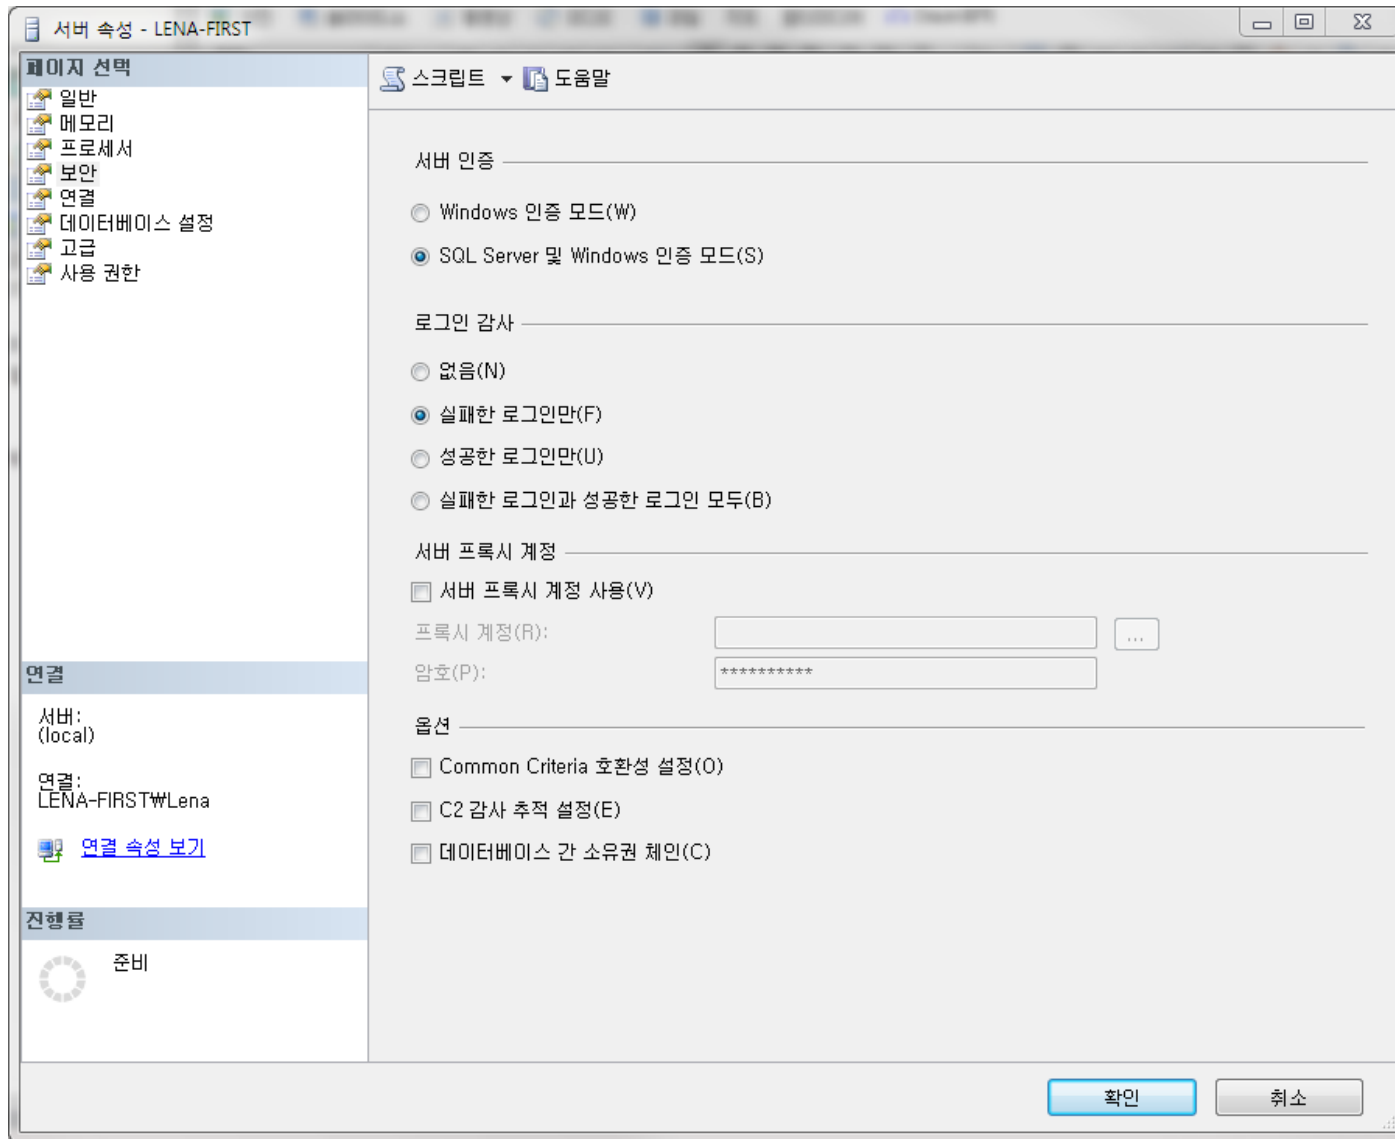 서버 속성 - LENA-FIRST
페이지 선택
일반
메모리
프로세서
보안
연결
데이터베이스 설정
고급
사용 권한
연결
서버:
(local)
연결:
LENA-FIRST₩Lena
연결 속성 보기
진행률
준비
스크립트 도움말
서버 인증
Windows 인증 모드(W)
SQL Server 및 Windows 인증 모드(S)
로그인 감사
없음(N)
실패한 로그인만(F)
성공한 로그인만(U)
실패한 로그인과 성공한 로그인 모두(B)
서버 프록시 계정
서버 프록시 계정 사용(V)
프록시 계정(R):
...
암호(P): **********
옵션
Common Criteria 호환성 설정(O)
C2 감사 추적 설정(E)
데이터베이스 간 소유권 체인(C)
확인 취소